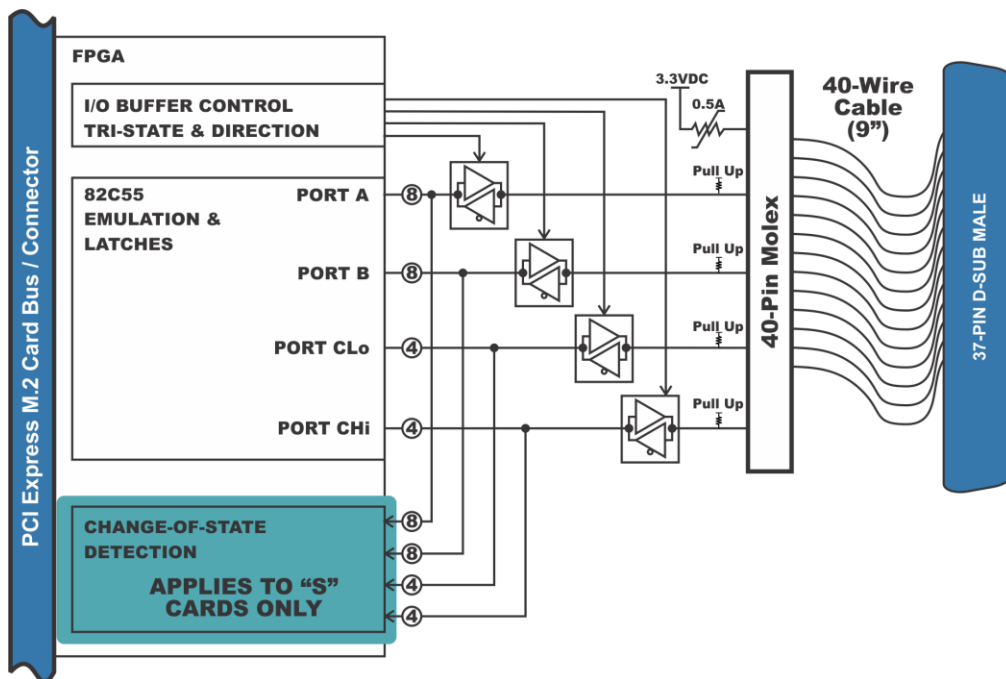 PCI Express M.2 Card Bus / Connector
FPGA
I/O BUFFER CONTROL
TRI-STATE & DIRECTION
82C55
EMULATION &
LATCHES
PORT A
8
PORT B
8
PORT CLo
4
PORT CHi
4
CHANGE-OF-STATE
DETECTION
APPLIES TO “S”
CARDS ONLY
8
8
4
4
3.3VDC
0.5A
Pull Up
Pull Up
Pull Up
Pull Up
40-Pin Molex
40-Wire
Cable
(9”)
37-PIN D-SUB MALE